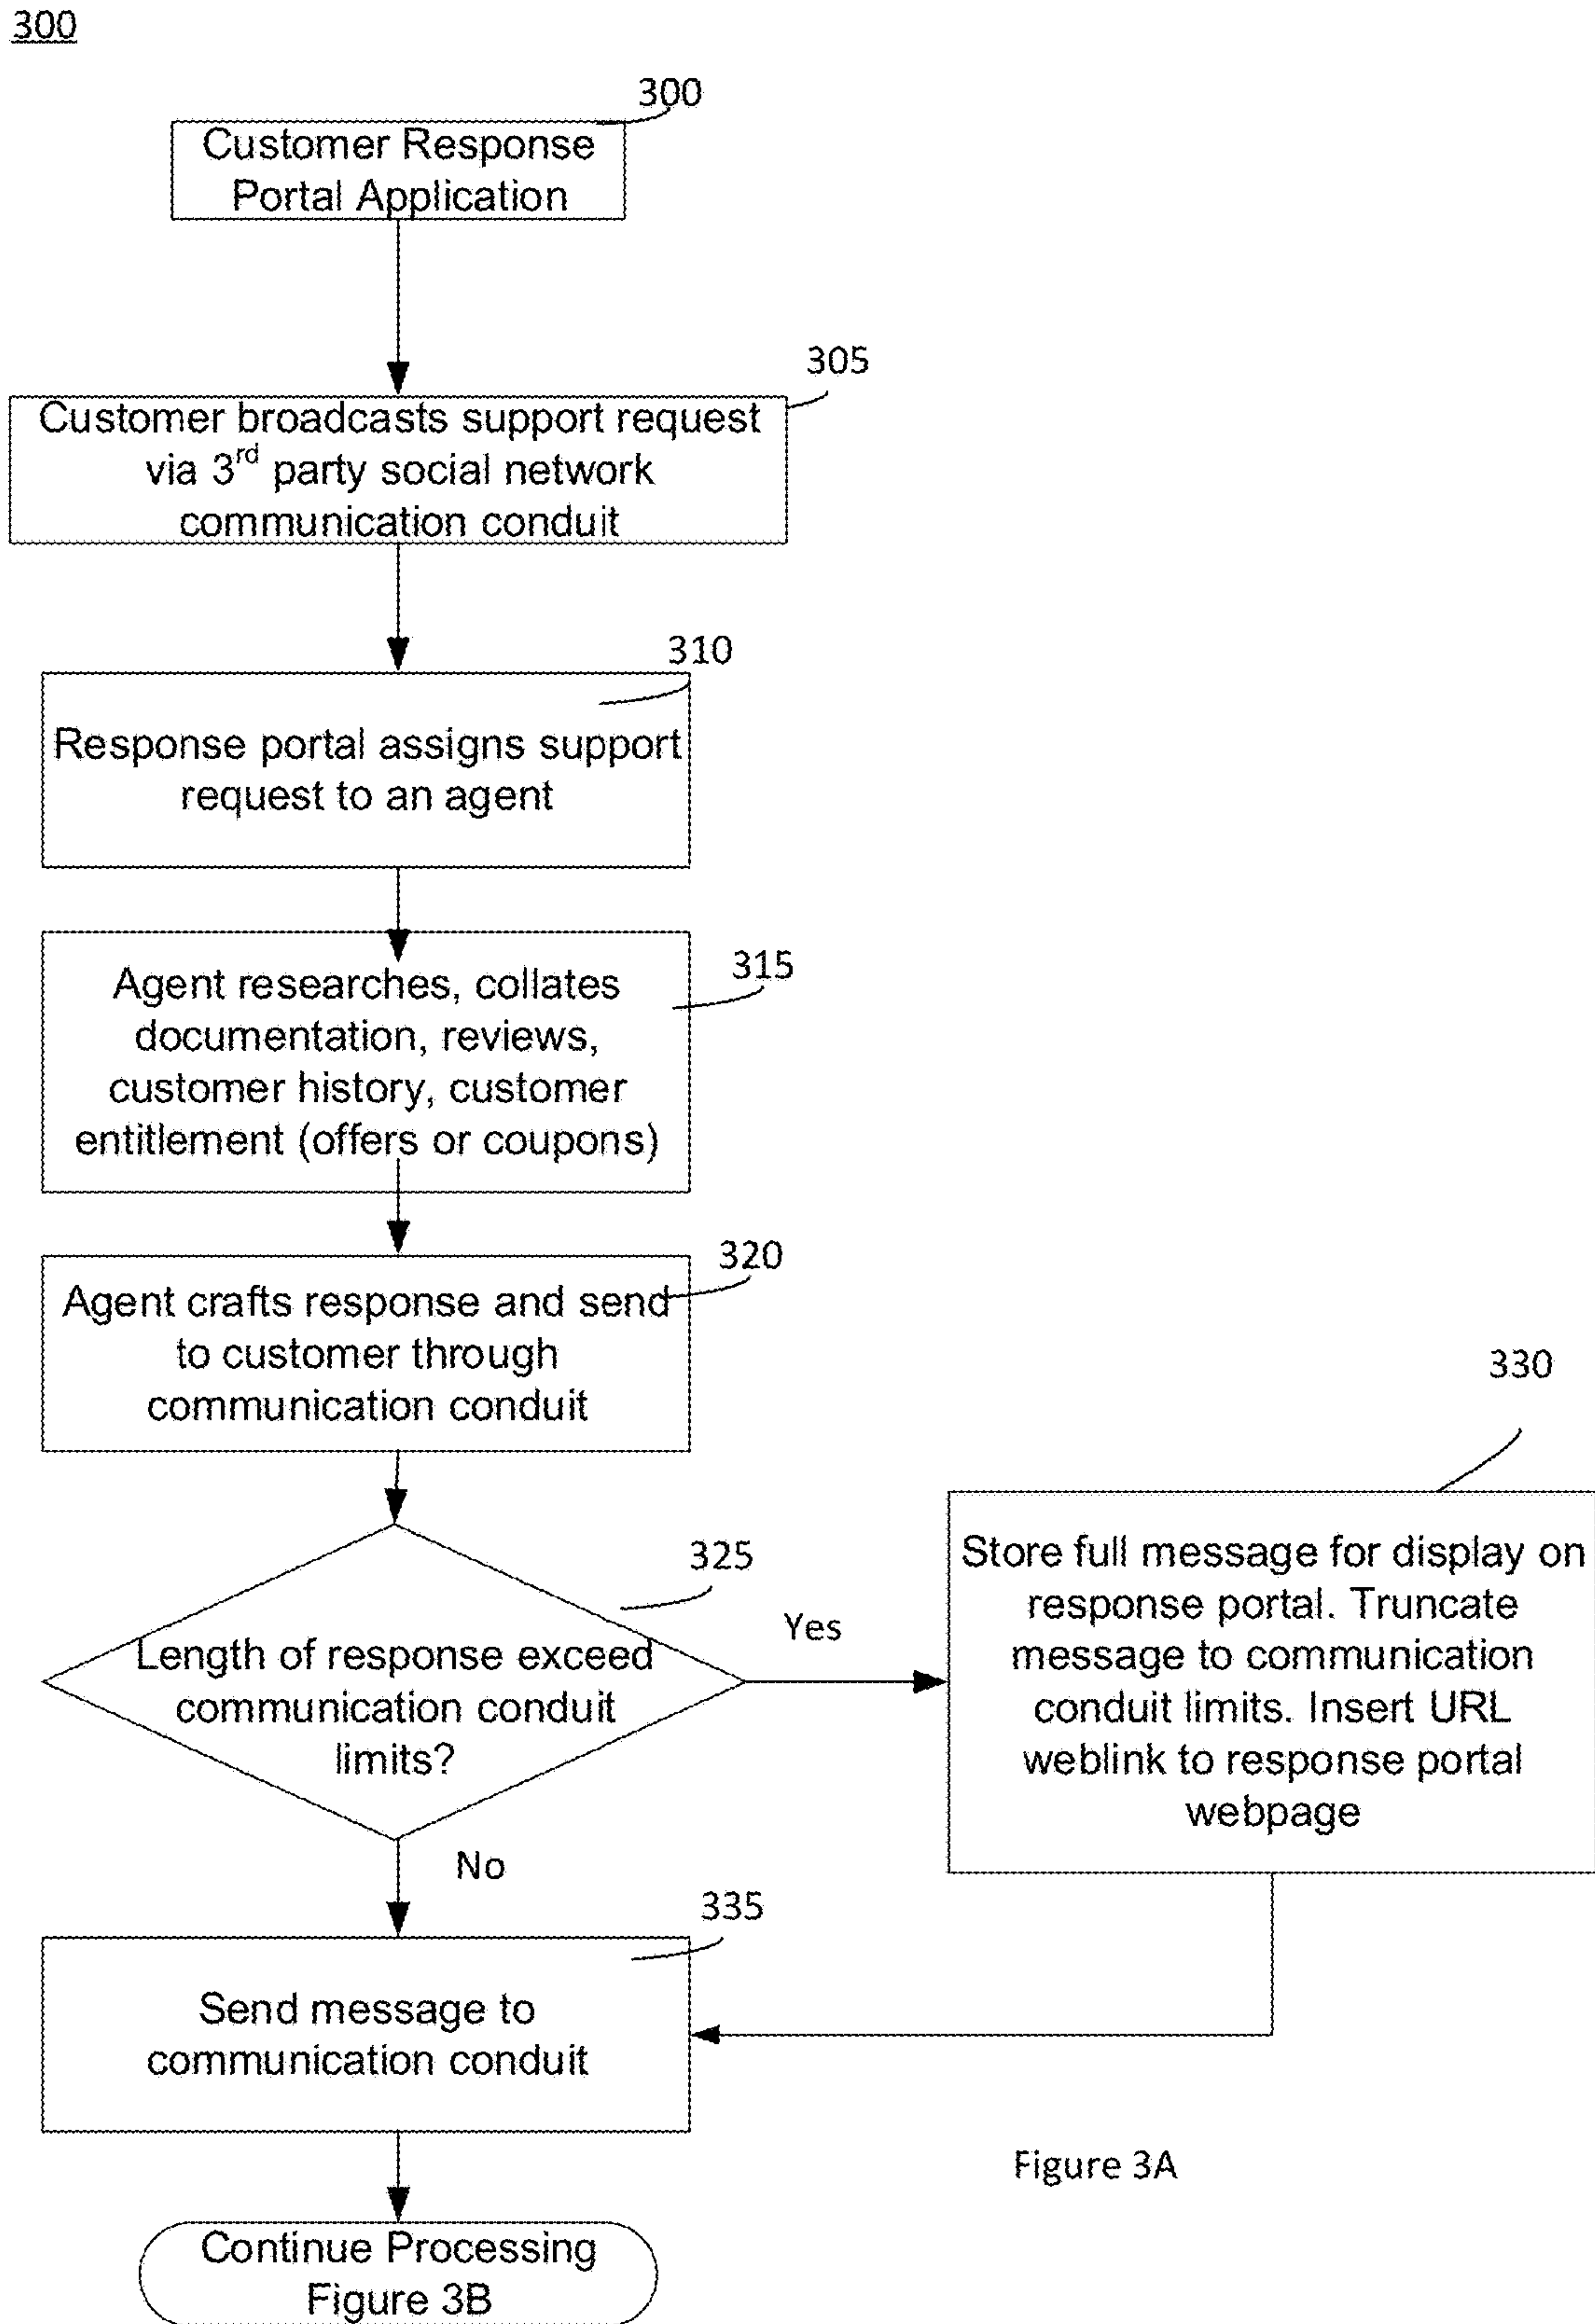 300
300
Customer Response
Portal Application
305
Customer broadcasts support request
via 3rd party social network
communication conduit
310
Response portal assigns support
request to an agent
315
Agent researches, collates
documentation, reviews,
customer history, customer
entitlement (offers or coupons)
320
Agent crafts response and send
to customer through
communication conduit
325
Length of response exceed
communication conduit
limits?
Yes
330
Store full message for display on
response portal. Truncate
message to communication
conduit limits. Insert URL
weblink to response portal
webpage
No
335
Send message to
communication conduit
Figure 3A
Continue Processing
Figure 3B